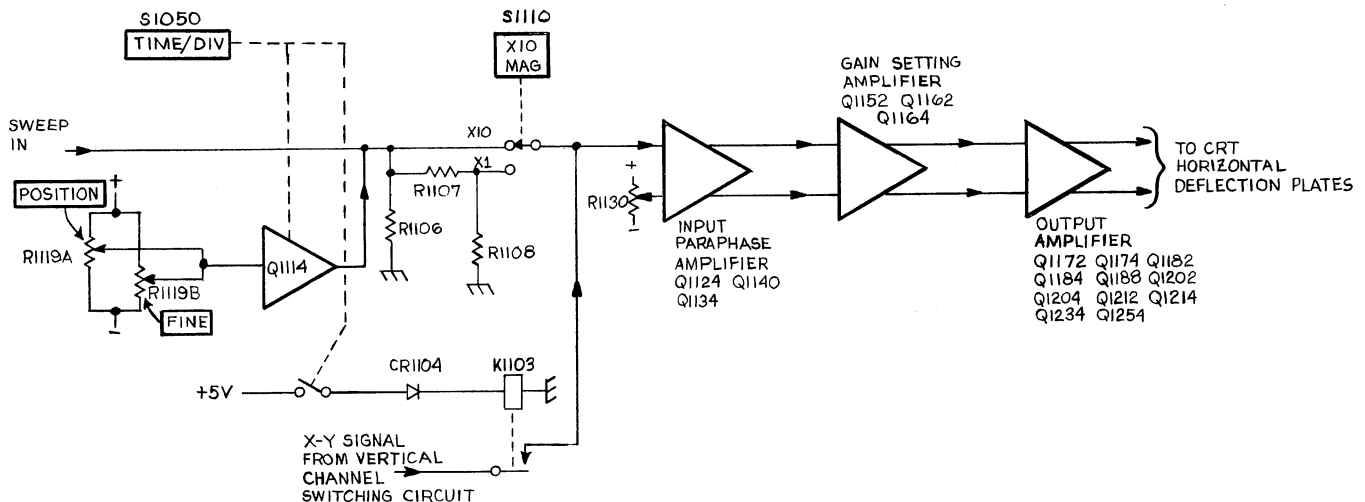 S1050
TIME/DIV
S1110
X10
MAG
SWEEP
IN
X10
X1
POSITION
+
R1119A
R1119B
FINE
−
Q1114
R1107
R1106
R1108
+5V
CR1104
K1103
X-Y SIGNAL
FROM VERTICAL
CHANNEL
SWITCHING CIRCUIT
+
R1130
−
INPUT
PARAPHASE
AMPLIFIER
Q1124 Q1140
Q1134
GAIN SETTING
AMPLIFIER
Q1152 Q1162
Q1164
OUTPUT
AMPLIFIER
Q1172 Q1174 Q1182
Q1184 Q1188 Q1202
Q1204 Q1212 Q1214
Q1234 Q1254
TO CRT
HORIZONTAL
DEFLECTION PLATES